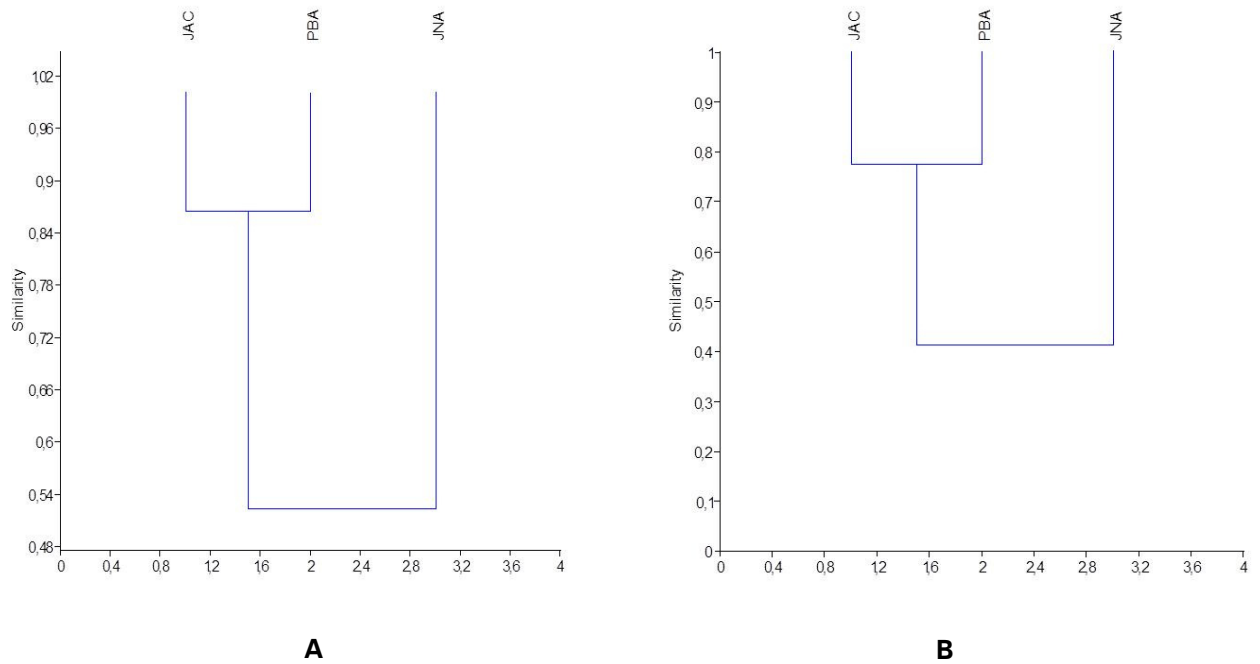 JAC PBA JNA
1,02
0,96
0,9
0,84
0,78
0,72
0,66
0,6
0,54
0,48
Similarity
0 0,4 0,8 1,2 1,6 2 2,4 2,8 3,2 3,6 4
A
JAC PBA JNA
1
0,9
0,8
0,7
0,6
0,5
0,4
0,3
0,2
0,1
0
Similarity
0 0,4 0,8 1,2 1,6 2 2,4 2,8 3,2 3,6 4
B